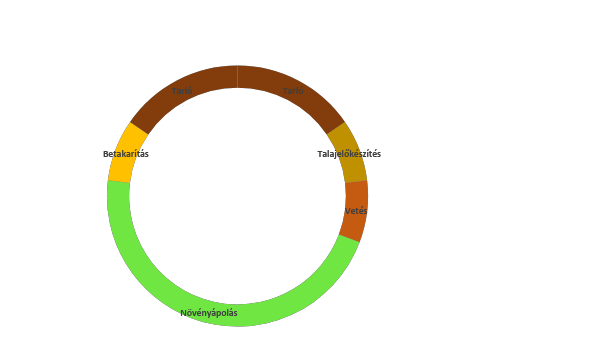 Tarló
Tarló
Betakarítás
Talajelőkészítés
Vetés
Növényápolás